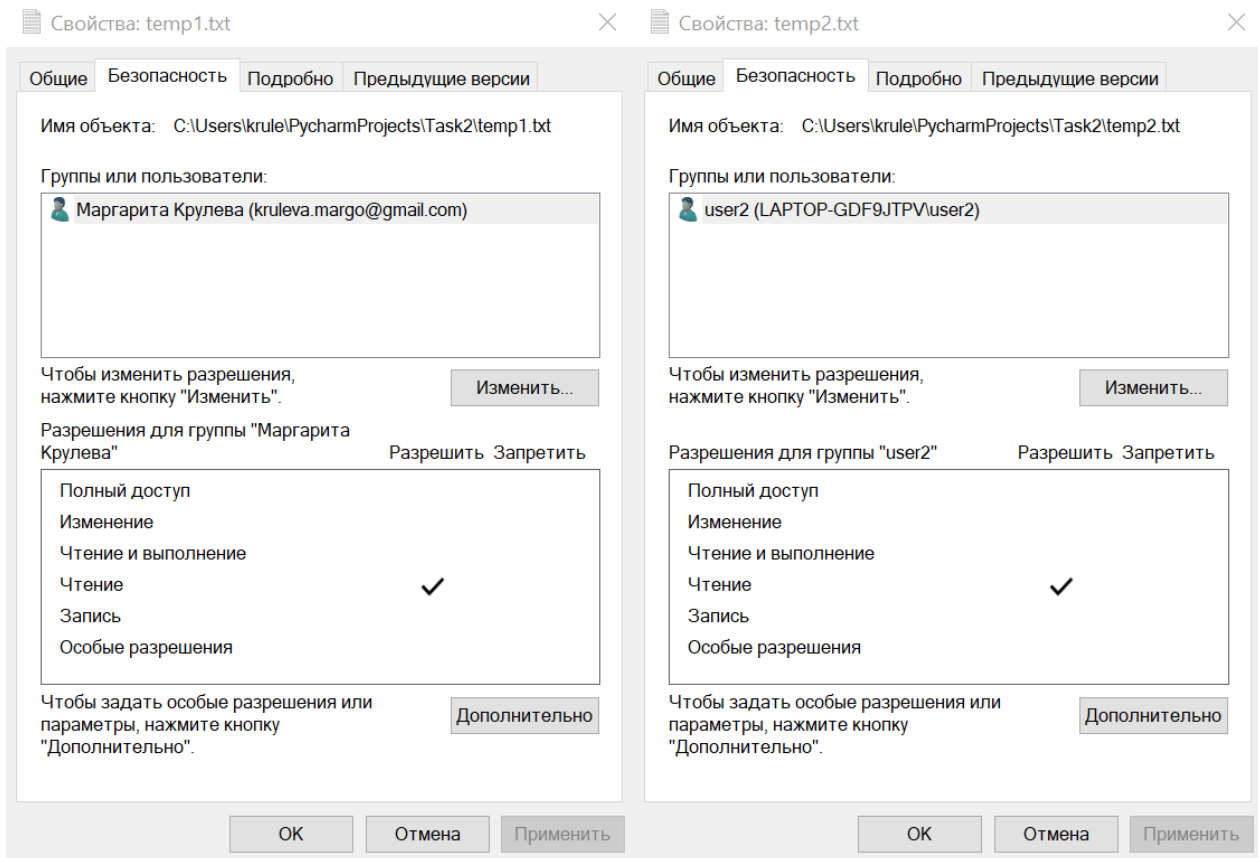 Свойства: temp1.txt
Общие Безопасность Подробно Предыдущие версии
Имя объекта: C:\Users\krule\PycharmProjects\Task2\temp1.txt
Группы или пользователи:
Маргарита Крулева (kruleva.margo@gmail.com)
Чтобы изменить разрешения,
нажмите кнопку "Изменить".
Изменить...
Разрешения для группы "Маргарита
Крулева"
Разрешить Запретить
Полный доступ
Изменение
Чтение и выполнение
Чтение
Запись
Особые разрешения
Чтобы задать особые разрешения или
параметры, нажмите кнопку
"Дополнительно".
Дополнительно
OK Отмена Применить
Свойства: temp2.txt
Общие Безопасность Подробно Предыдущие версии
Имя объекта: C:\Users\krule\PycharmProjects\Task2\temp2.txt
Группы или пользователи:
user2 (LAPTOP-GDF9JTPV\user2)
Чтобы изменить разрешения,
нажмите кнопку "Изменить".
Изменить...
Разрешения для группы "user2"
Разрешить Запретить
Полный доступ
Изменение
Чтение и выполнение
Чтение
Запись
Особые разрешения
Чтобы задать особые разрешения или
параметры, нажмите кнопку
"Дополнительно".
Дополнительно
OK Отмена Применить